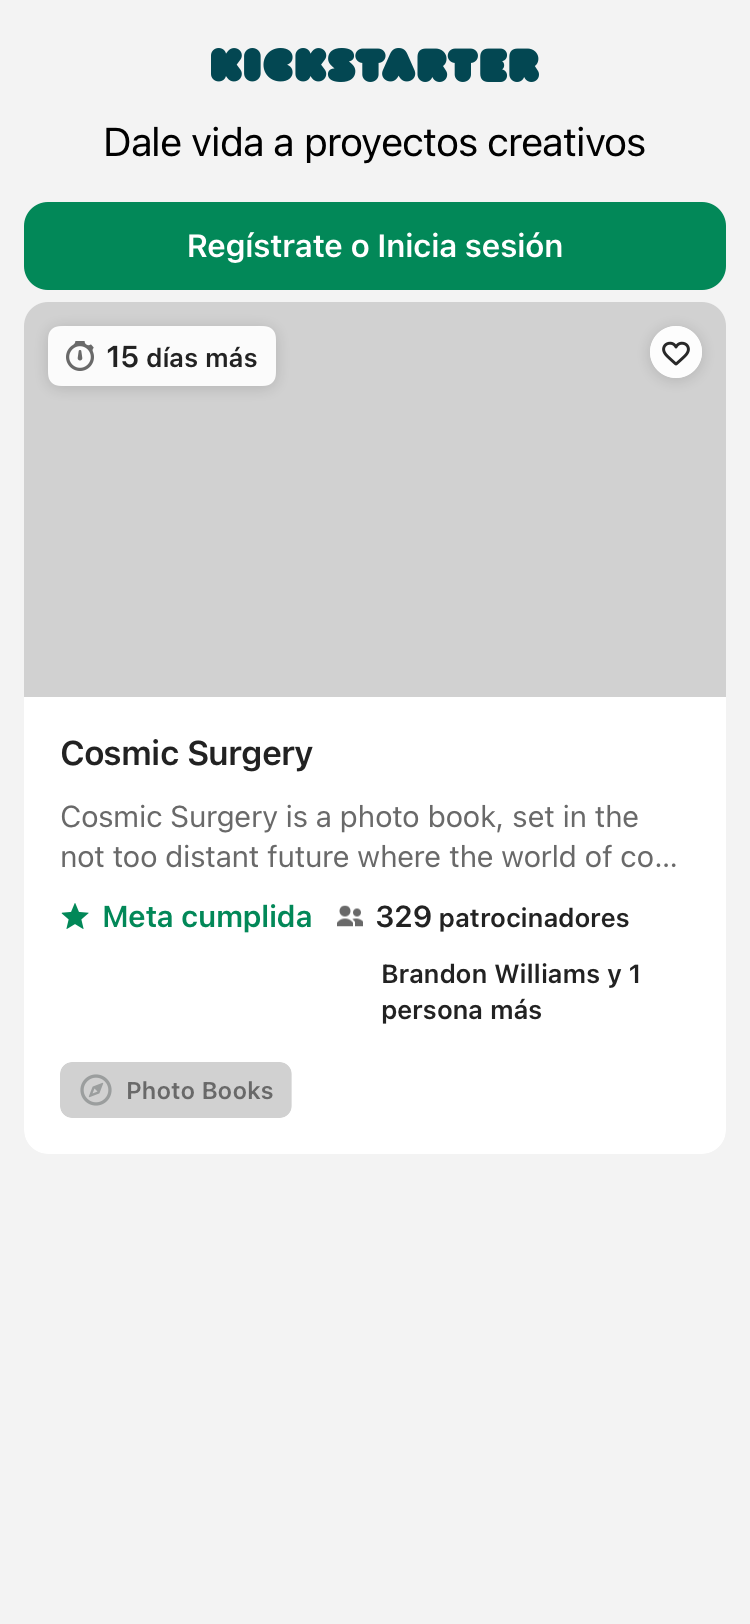 KICKSTARTER
Dale vida a proyectos creativos
Regístrate o Inicia sesión
15 días más
Cosmic Surgery
Cosmic Surgery is a photo book, set in the
not too distant future where the world of co...
Meta cumplida
329 patrocinadores
Brandon Williams y 1
persona más
Photo Books